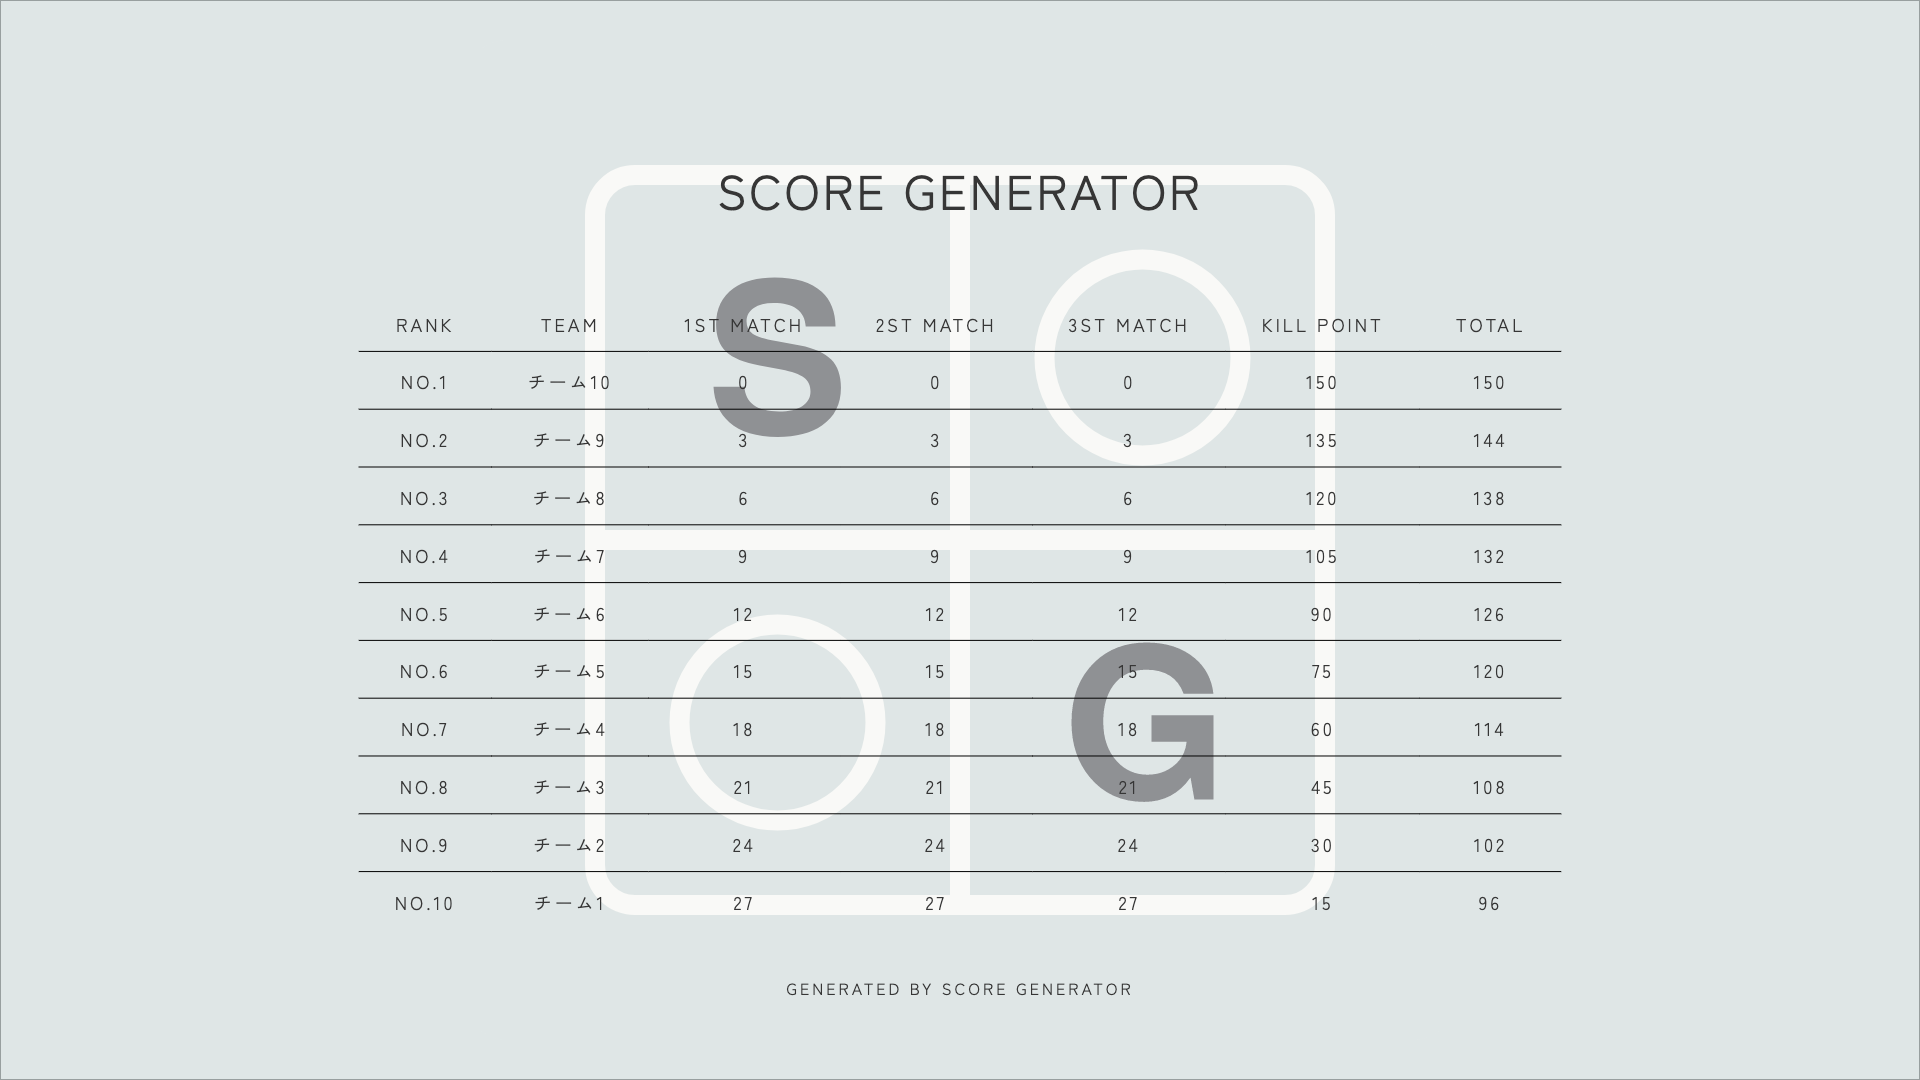 SCORE GENERATOR
S
RANK TEAM 1ST MATCH 2ST MATCH 3ST MATCH KILL POINT TOTAL
NO.1 チーム10 0 0 0 150 150
NO.2 チーム9 3 3 3 135 144
NO.3 チーム8 6 6 6 120 138
NO.4 チーム7 9 9 9 105 132
NO.5 チーム6 12 12 12 90 126
NO.6 チーム5 15 15 15 75 120
G
NO.7 チーム4 18 18 18 60 114
NO.8 チーム3 21 21 21 45 108
NO.9 チーム2 24 24 24 30 102
NO.10 チーム1 27 27 27 15 96
GENERATED BY SCORE GENERATOR